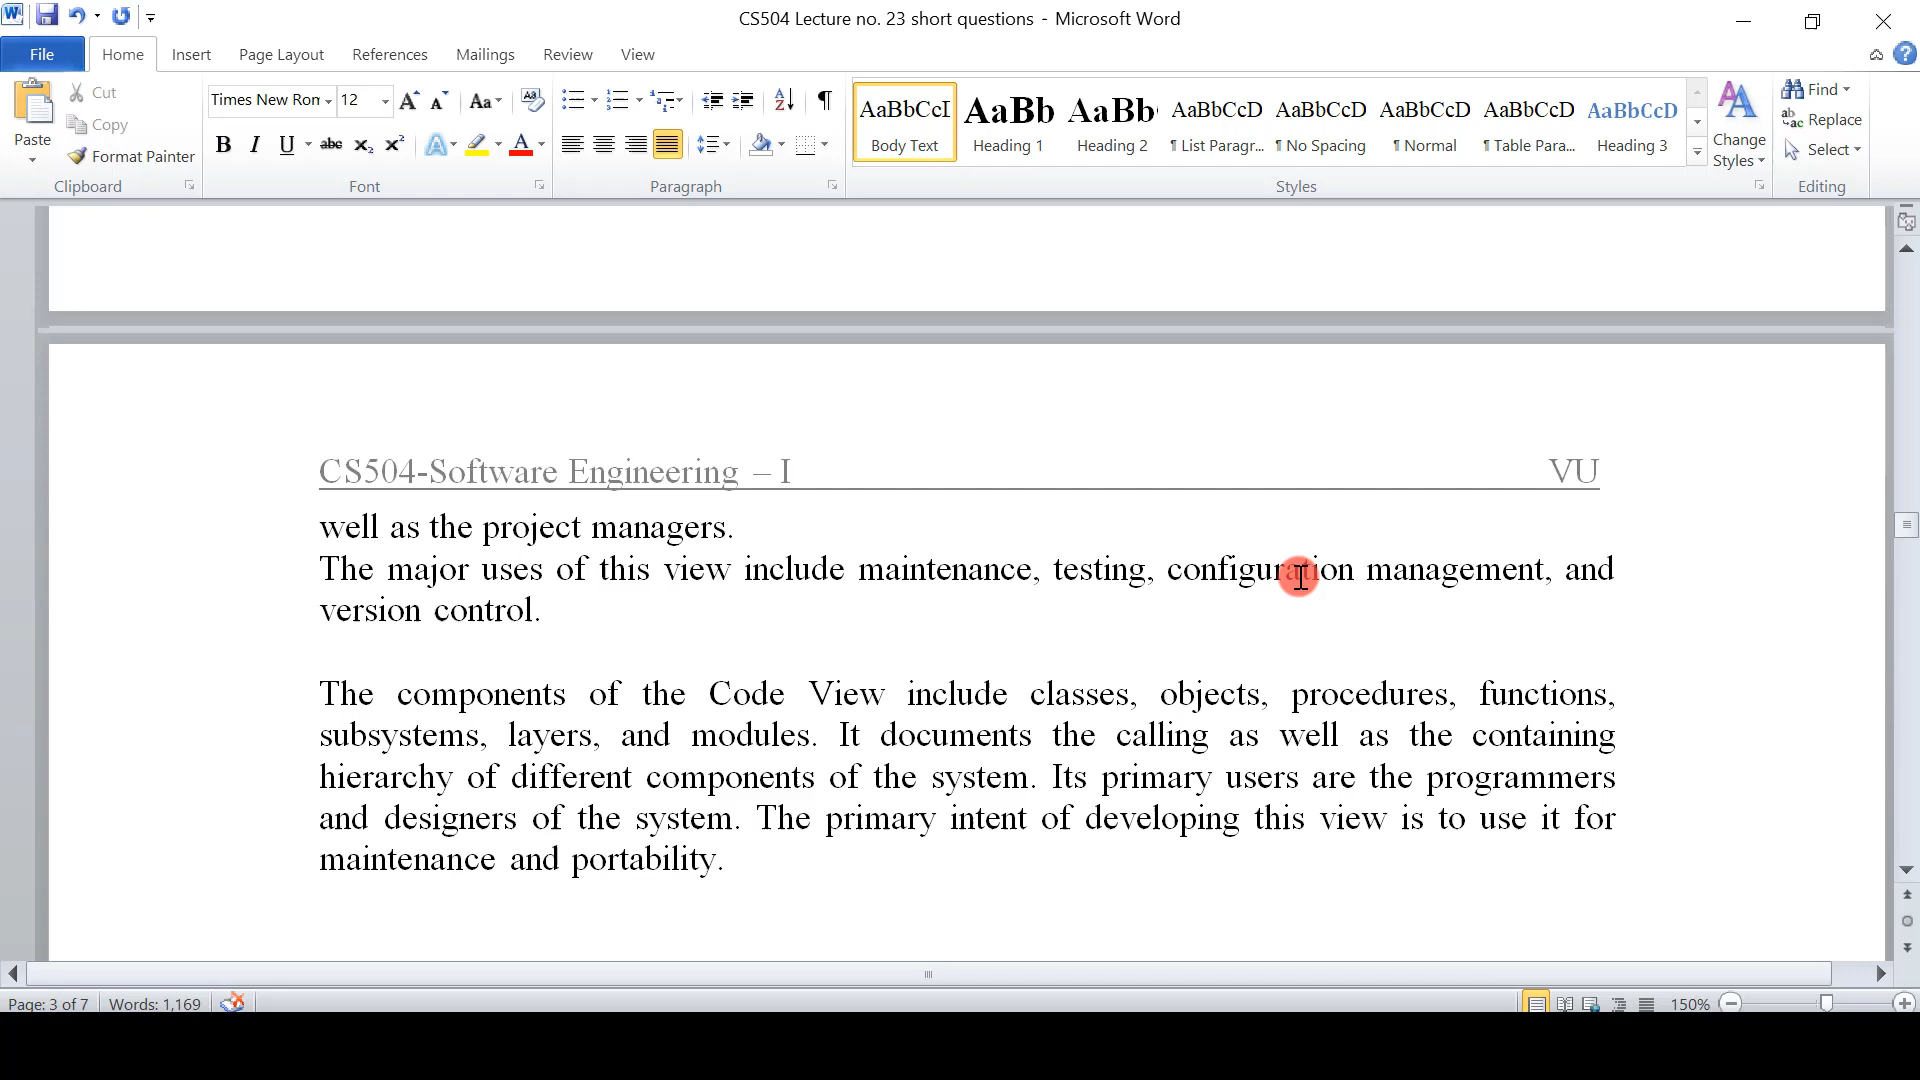 CS504 Lecture no. 23 short questions - Microsoft Word
File Home Insert Page Layout References Mailings Review View
Paste
Cut
Copy
Format Painter
Clipboard
Times New Ron 12
Font
Paragraph
AaBbCcI AaBb AaBb AaBbCcD AaBbCcD AaBbCcD AaBbCcD AaBbCcD
Body Text Heading 1 Heading 2 ¶ List Paragr... ¶ No Spacing ¶ Normal ¶ Table Para... Heading 3
Change
Styles
Styles
Find
Replace
Select
Editing
CS504-Software Engineering – I VU
well as the project managers.
The major uses of this view include maintenance, testing, configuration management, and
version control.
The components of the Code View include classes, objects, procedures, functions,
subsystems, layers, and modules. It documents the calling as well as the containing
hierarchy of different components of the system. Its primary users are the programmers
and designers of the system. The primary intent of developing this view is to use it for
maintenance and portability.
Page: 3 of 7 Words: 1,169 150%